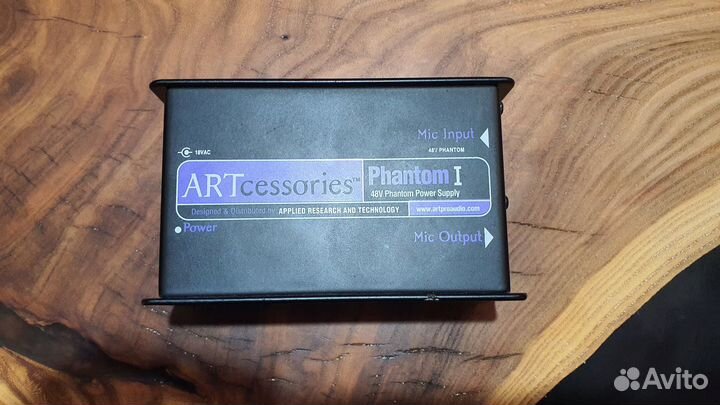 Mic Input
18VAC
48V PHANTOM
ARTcessories™
Phantom I
48V Phantom Power Supply
Designed & Distributed by: APPLIED RESEARCH AND TECHNOLOGY
www.artproaudio.com
Power
Mic Output
Avito